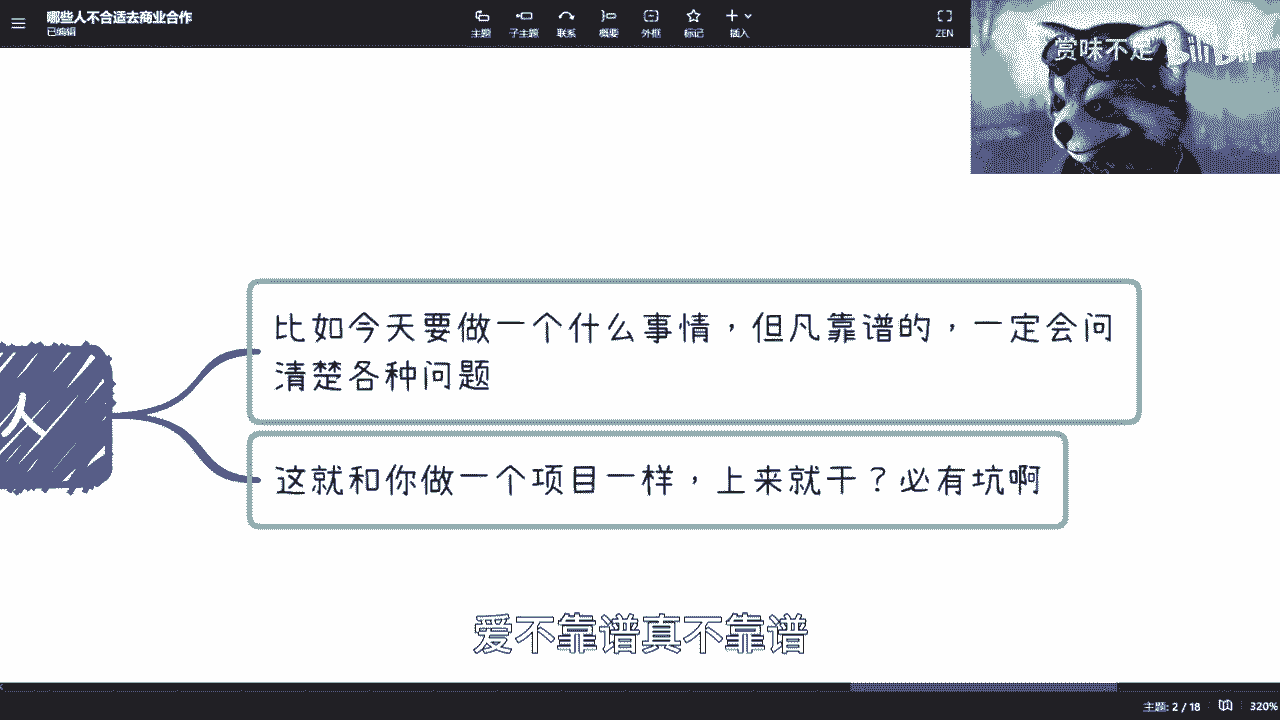 哪些人不合适去商业合作
已编辑
主题
子主题
联系
概要
外框
标记
插入
ZEN
赏味不足
bilibili
人
比如今天要做一个什么事情，但凡靠谱的，一定会问
清楚各种问题
这就和你做一个项目一样，上来就干？必有坑啊
爱不靠谱真不靠谱
主题: 2 / 18
320%